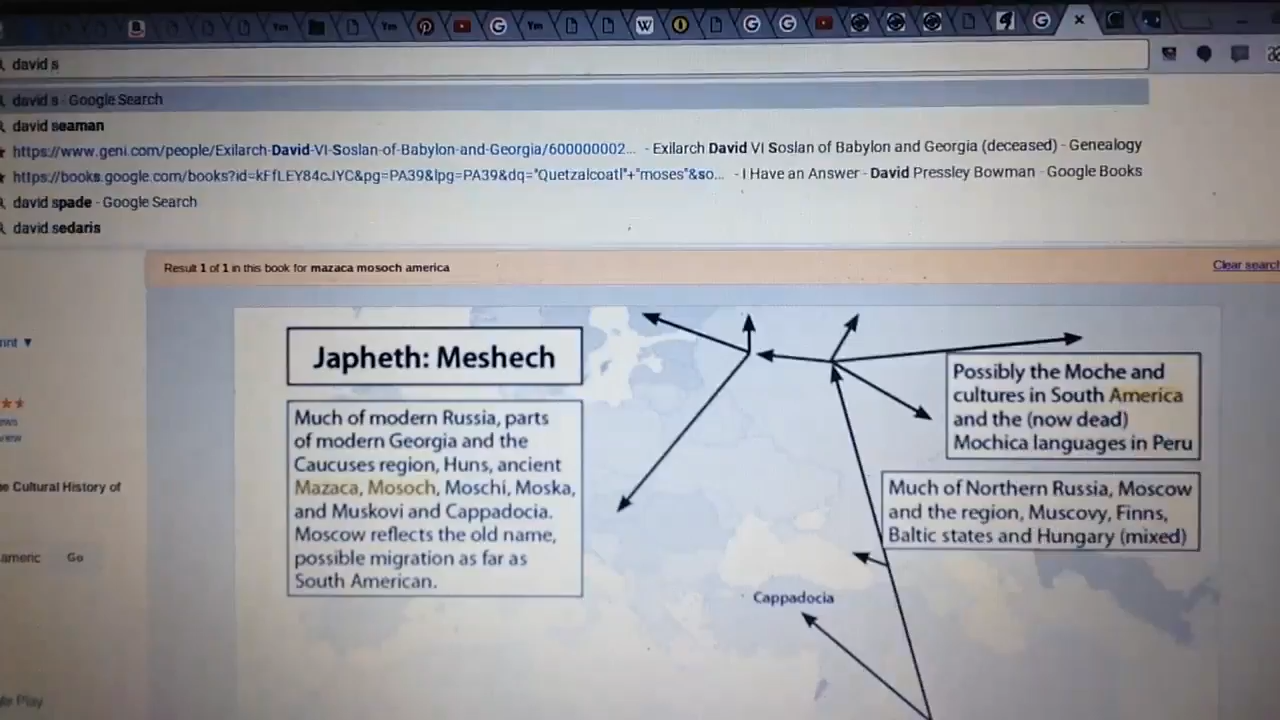 david s
david s - Google Search
david seaman
https://www.geni.com/people/Exilarch-David-VI-Soslan-of-Babylon-and-Georgia/600000002... - Exilarch David VI Soslan of Babylon and Georgia (deceased) - Genealogy
https://books.google.com/books?id=kFfLEY84cJYC&pg=PA39&lpg=PA39&dq="Quetzalcoatl"+"moses"&so... - I Have an Answer - David Pressley Bowman - Google Books
david spade - Google Search
david sedaris
Result 1 of 1 in this book for mazaca mosoch america
Clear search
Japheth: Meshech
Much of modern Russia, parts
of modern Georgia and the
Caucuses region, Huns, ancient
Mazaca, Mosoch, Moschi, Moska,
and Muskovi and Cappadocia.
Moscow reflects the old name,
possible migration as far as
South American.
Possibly the Moche and
cultures in South America
and the (now dead)
Mochica languages in Peru
Much of Northern Russia, Moscow
and the region, Muscovy, Finns,
Baltic states and Hungary (mixed)
Cappadocia
e Cultural History of
americ Go
Play